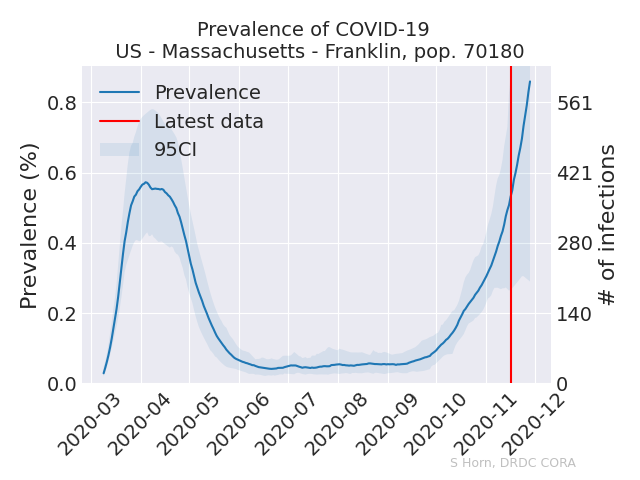 Prevalence of COVID-19
US - Massachusetts - Franklin, pop. 70180
Prevalence
Latest data
95CI
Prevalence (%)
0.8
0.6
0.4
0.2
0.0
# of infections
561
421
280
140
0
2020-03
2020-04
2020-05
2020-06
2020-07
2020-08
2020-09
2020-10
2020-11
2020-12
S Horn, DRDC CORA